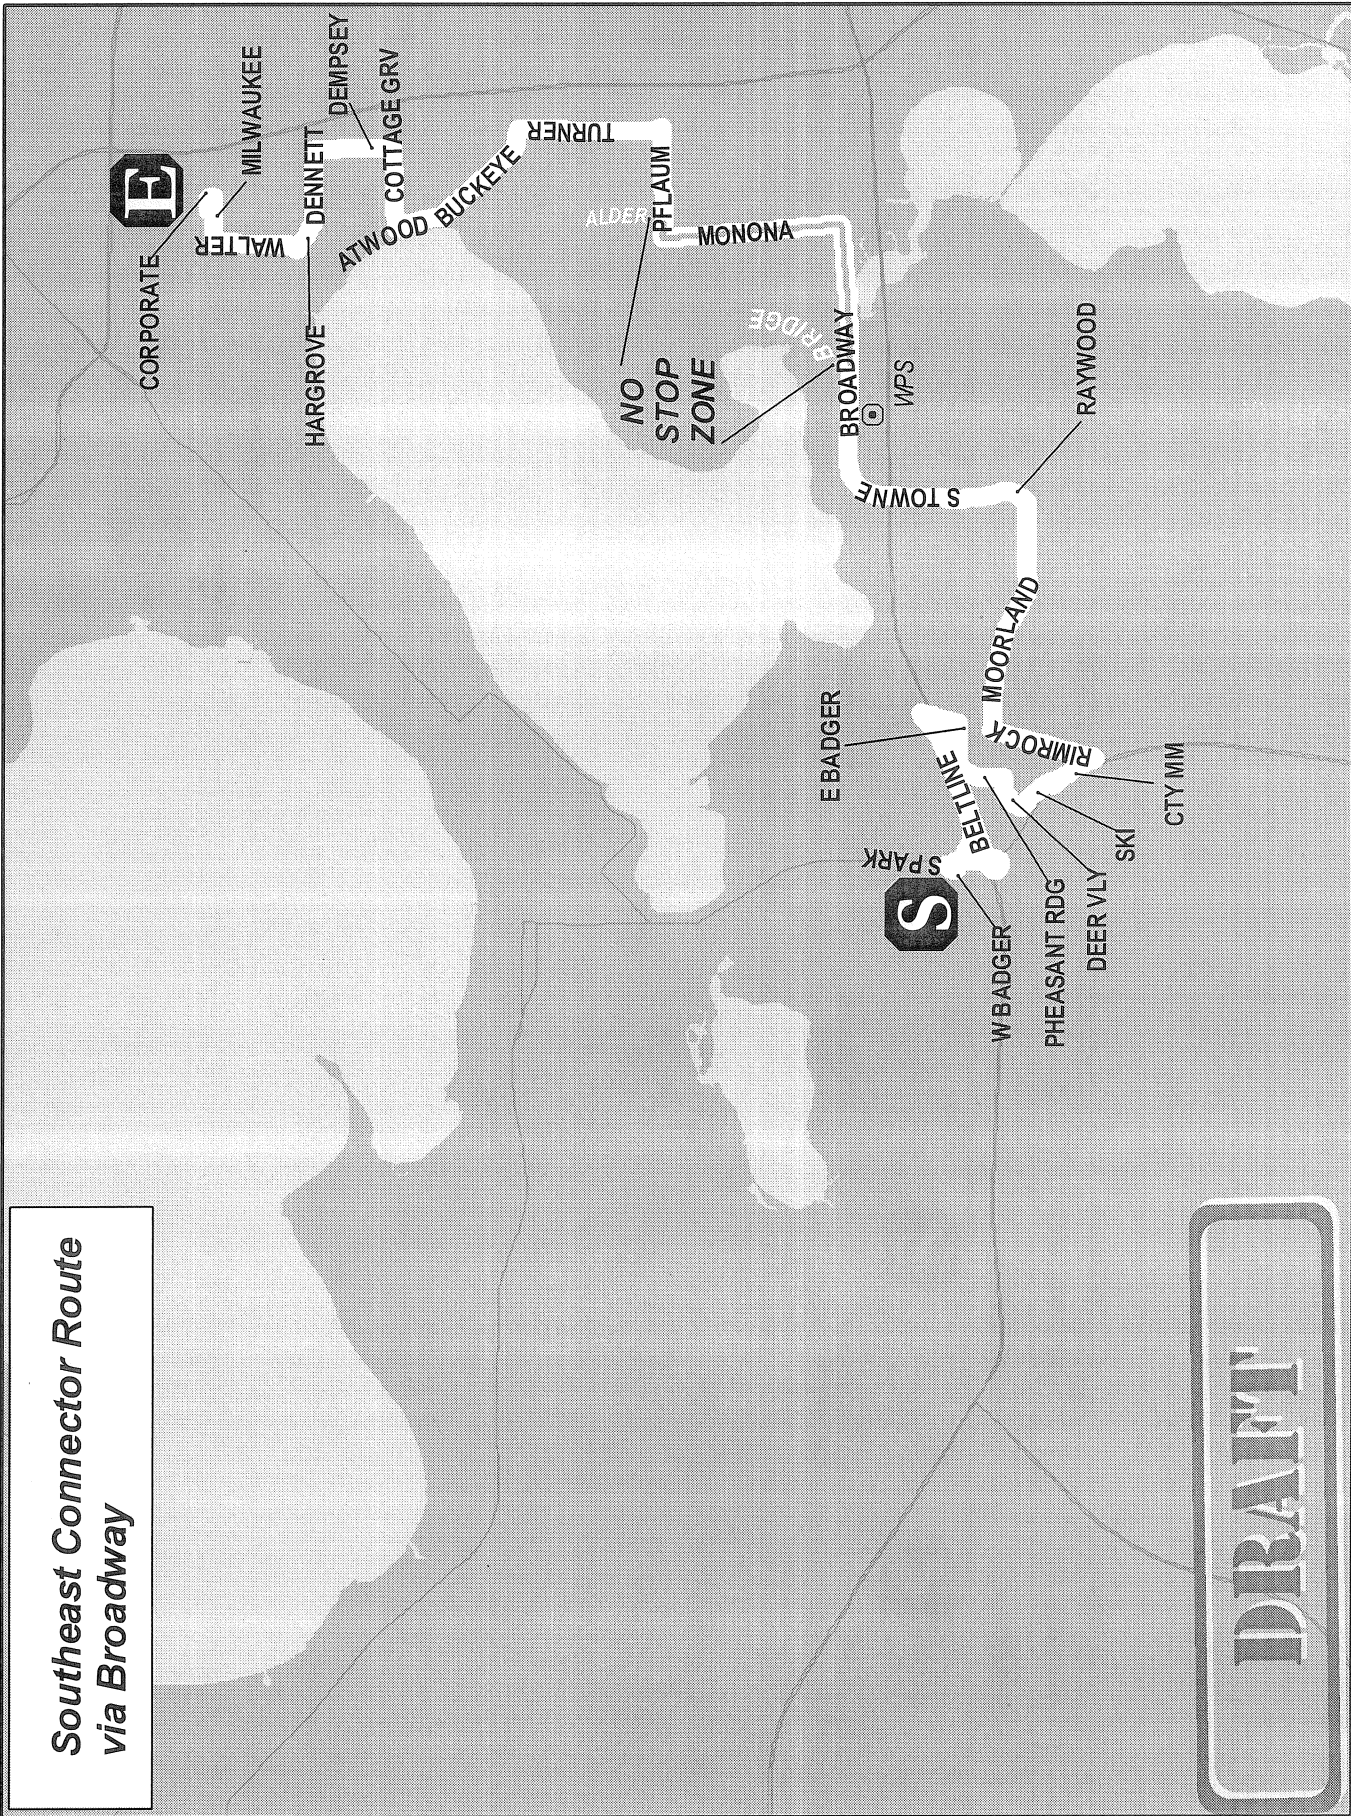 Southeast Connector Route
via Broadway
E
CORPORATE
MILWAUKEE
WALTER
HARGROVE
DENNETT
DEMPSEY
COTTAGE GRV
ATWOOD
BUCKEYE
TURNER
ALDER
PFLAUM
MONONA
NO
STOP
ZONE
BRIDGE
BROADWAY
WPS
S TOWNE
RAYWOOD
MOORLAND
RIMROCK
E BADGER
BELTLINE
S PARK
S
W BADGER
PHEASANT RDG
DEER VLY
SKI
CTY MM
DRAFT